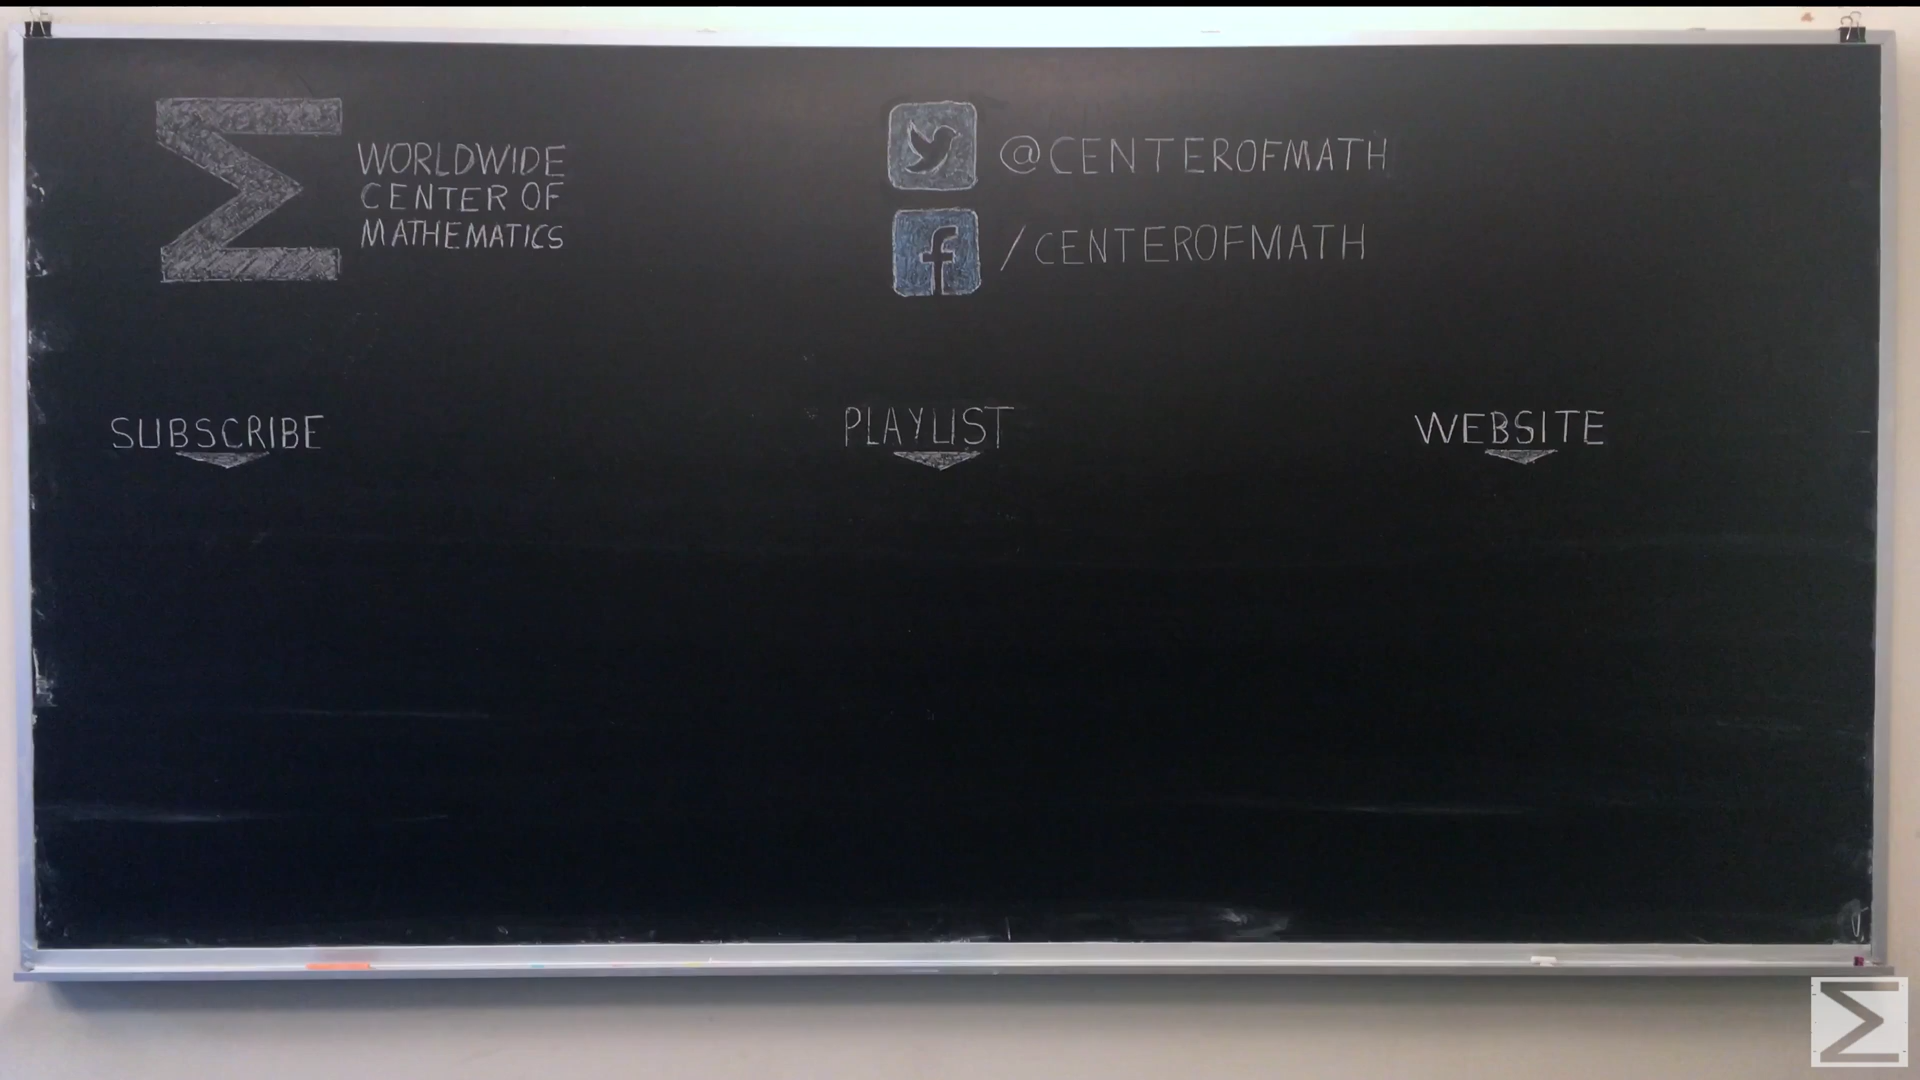 WORLDWIDE
CENTER OF
MATHEMATICS
@CENTEROFMATH
/CENTEROFMATH
SUBSCRIBE
PLAYLIST
WEBSITE